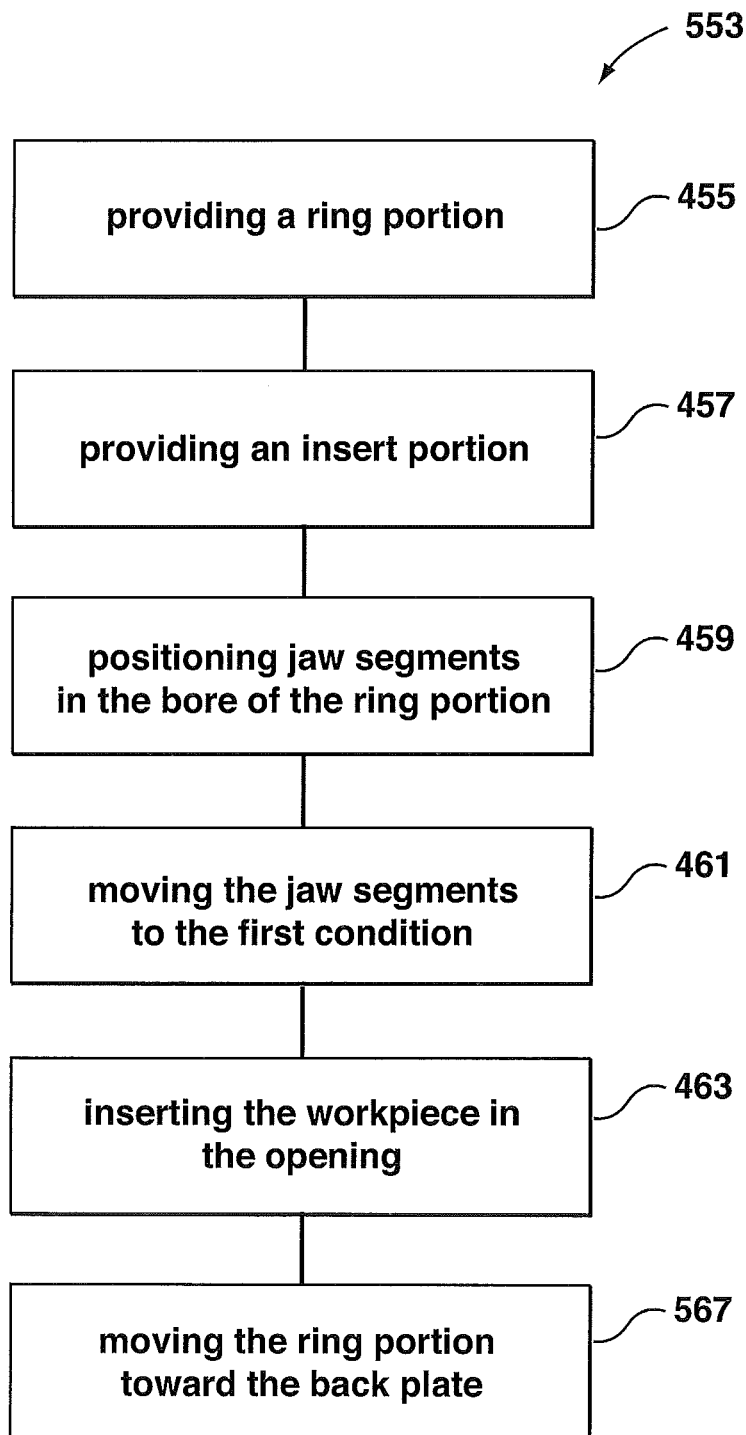 553
providing a ring portion
455
providing an insert portion
457
positioning jaw segments
in the bore of the ring portion
459
moving the jaw segments
to the first condition
461
inserting the workpiece in
the opening
463
moving the ring portion
toward the back plate
567